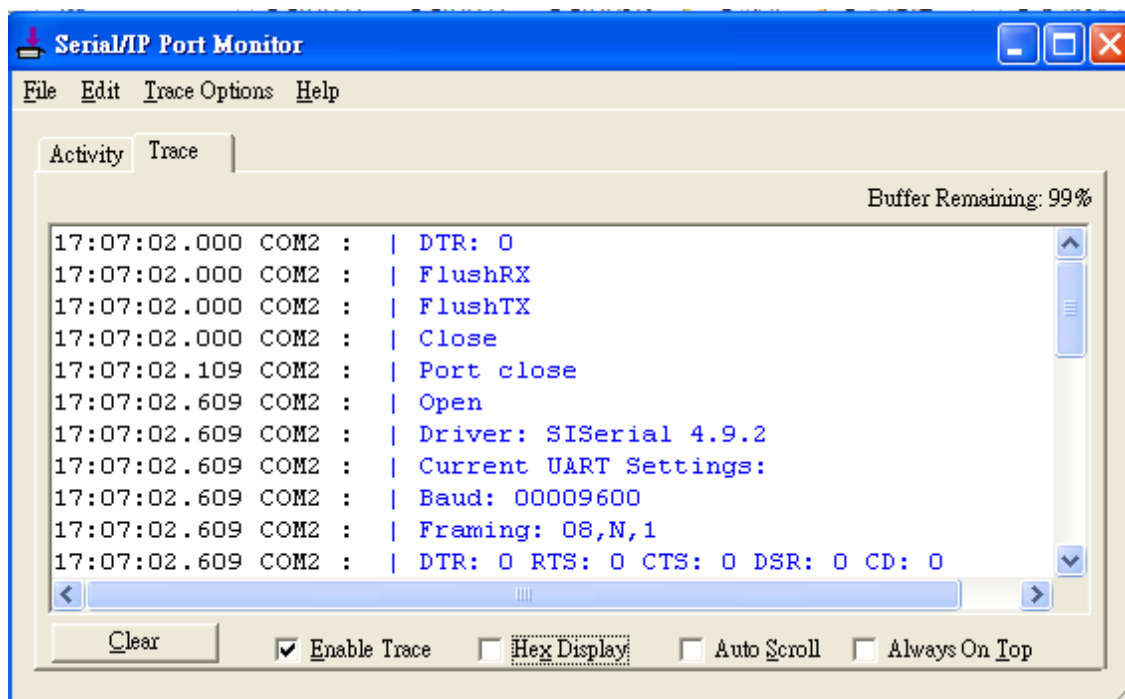 Serial/IP Port Monitor
File Edit Trace Options Help
Activity Trace
Buffer Remaining: 99%
17:07:02.000 COM2 : | DTR: 0
17:07:02.000 COM2 : | FlushRX
17:07:02.000 COM2 : | FlushTX
17:07:02.000 COM2 : | Close
17:07:02.109 COM2 : | Port close
17:07:02.609 COM2 : | Open
17:07:02.609 COM2 : | Driver: SISerial 4.9.2
17:07:02.609 COM2 : | Current UART Settings:
17:07:02.609 COM2 : | Baud: 00009600
17:07:02.609 COM2 : | Framing: 08,N,1
17:07:02.609 COM2 : | DTR: 0 RTS: 0 CTS: 0 DSR: 0 CD: 0
Clear Enable Trace Hex Display Auto Scroll Always On Top